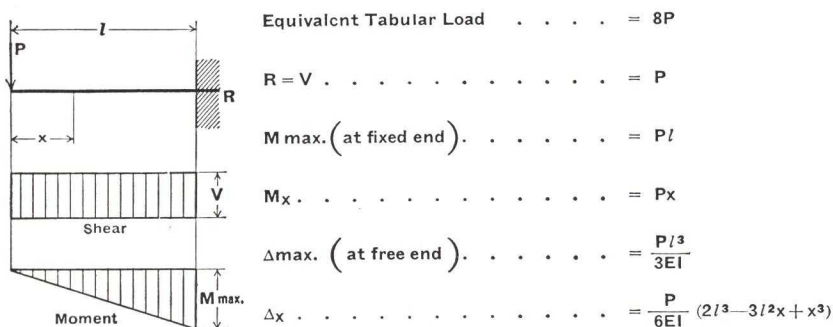 l
P
R
x
V
Shear
M max.
Moment
Equivalent Tabular Load . . . . = 8P
R = V . . . . . . . . . . . = P
M max. (at fixed end) . . . . . = Pl
Mx . . . . . . . . . . . . = Px
Δmax. (at free end) . . . . . . = Pl³/3EI
Δx . . . . . . . . . . . . = P/6EI (2l³—3l²x + x³)